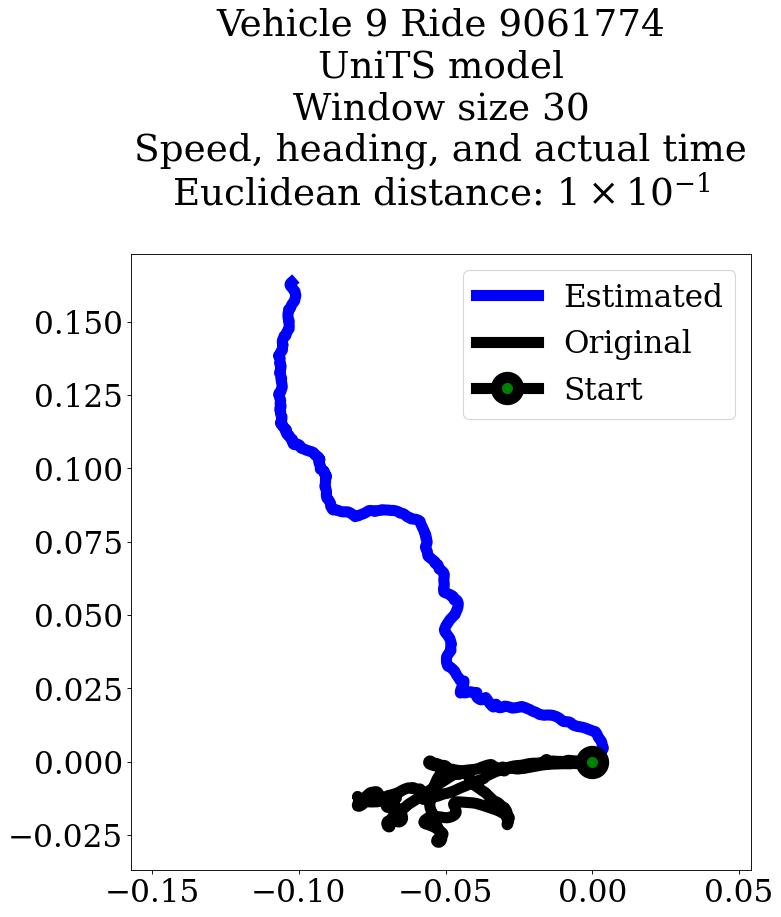 Vehicle 9 Ride 9061774
UniTS model
Window size 30
Speed, heading, and actual time
Euclidean distance: 1 × 10⁻¹
Estimated
Original
Start
0.150
0.125
0.100
0.075
0.050
0.025
0.000
−0.025
−0.15 −0.10 −0.05 0.00 0.05